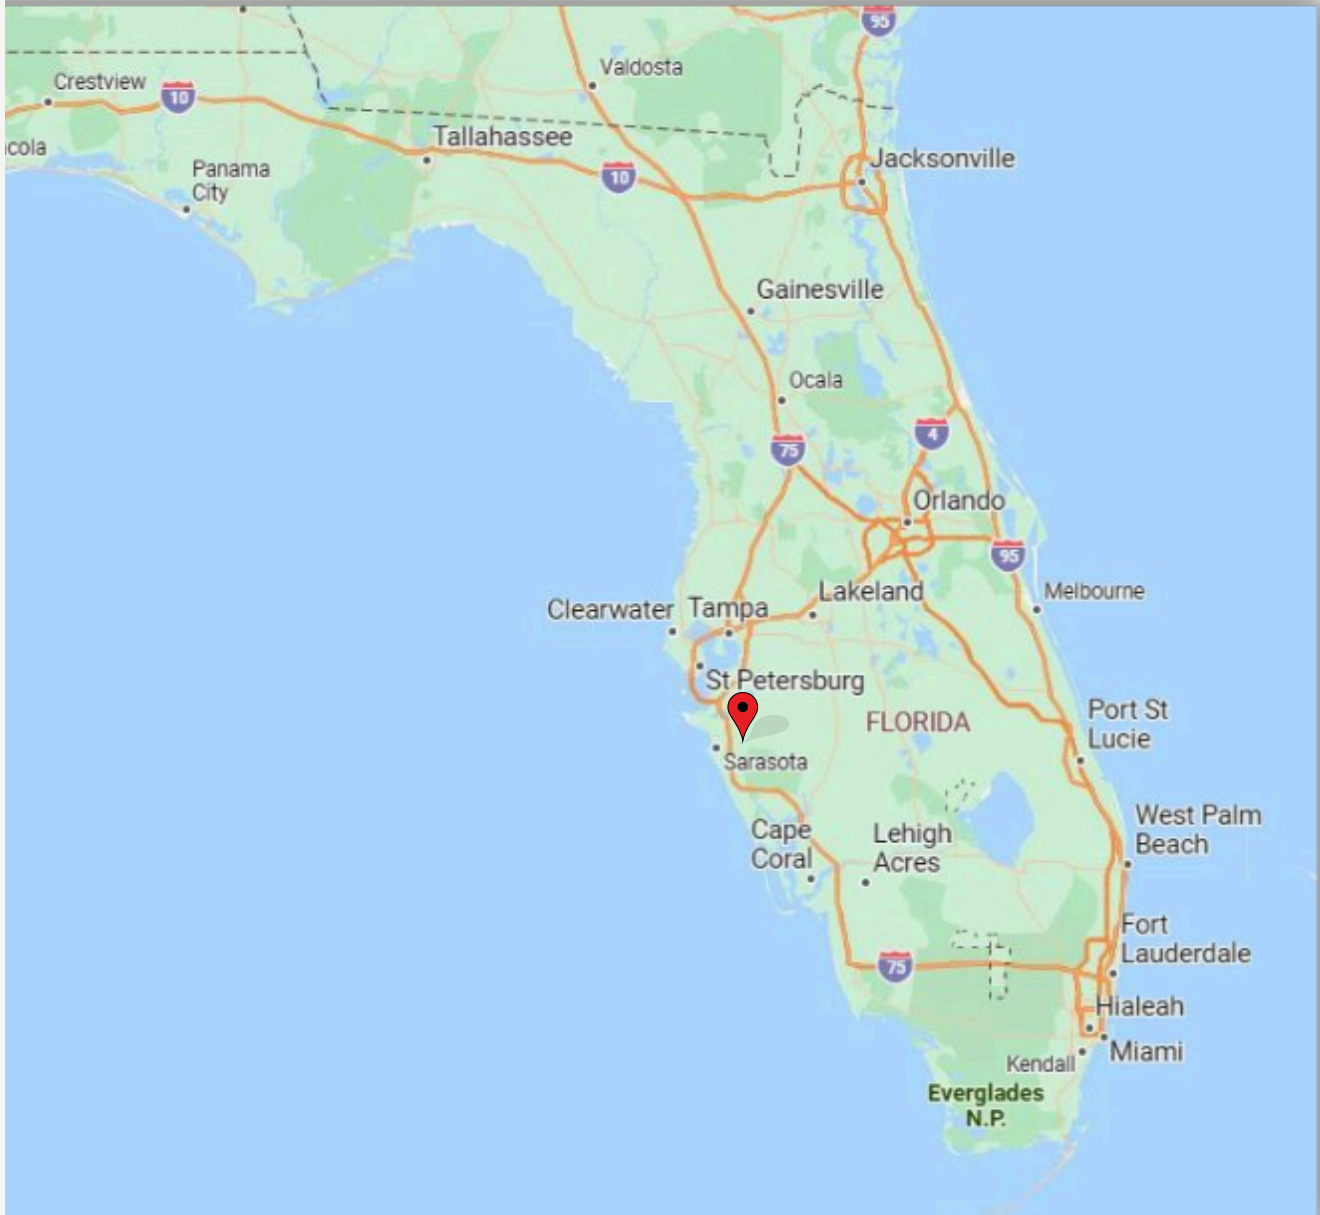 95
Valdosta
Crestview
10
Tallahassee
cola
Jacksonville
Panama
City
10
Gainesville
Ocala
4
75
Orlando
95
Lakeland
Melbourne
Clearwater
Tampa
St Petersburg
FLORIDA
Port St
Lucie
Sarasota
West Palm
Beach
Cape
Coral
Lehigh
Acres
Fort
Lauderdale
75
Hialeah
Miami
Kendall
Everglades
N.P.